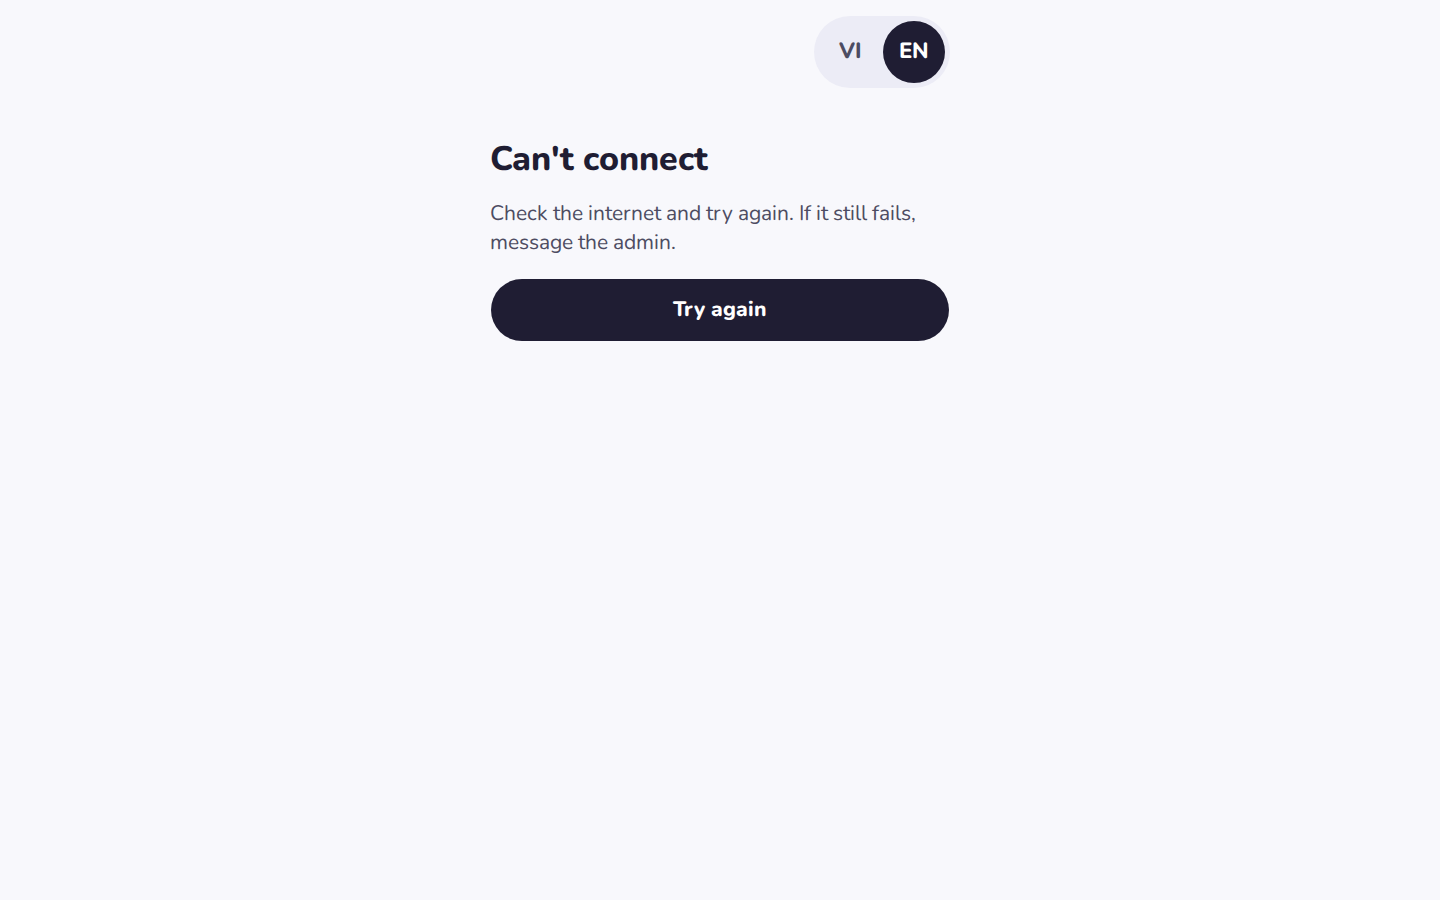 VI
EN
Can't connect
Check the internet and try again. If it still fails,
message the admin.
Try again